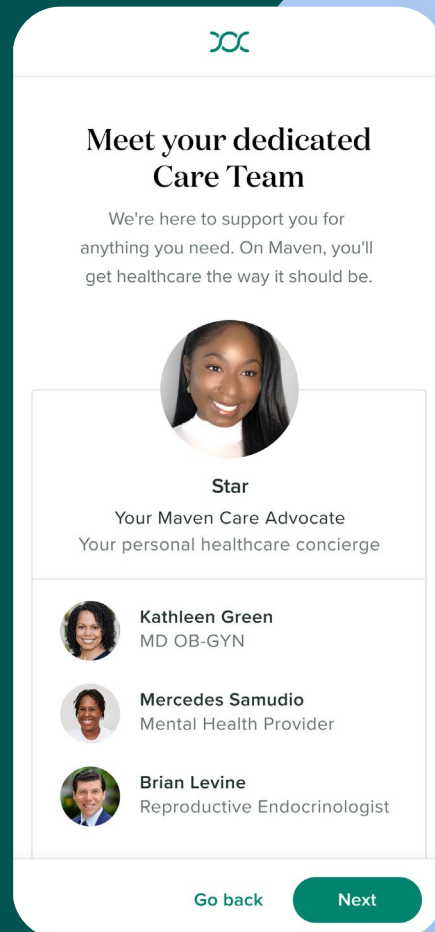 Meet your dedicated
Care Team
We're here to support you for
anything you need. On Maven, you'll
get healthcare the way it should be.
Star
Your Maven Care Advocate
Your personal healthcare concierge
Kathleen Green
MD OB-GYN
Mercedes Samudio
Mental Health Provider
Brian Levine
Reproductive Endocrinologist
Go back
Next